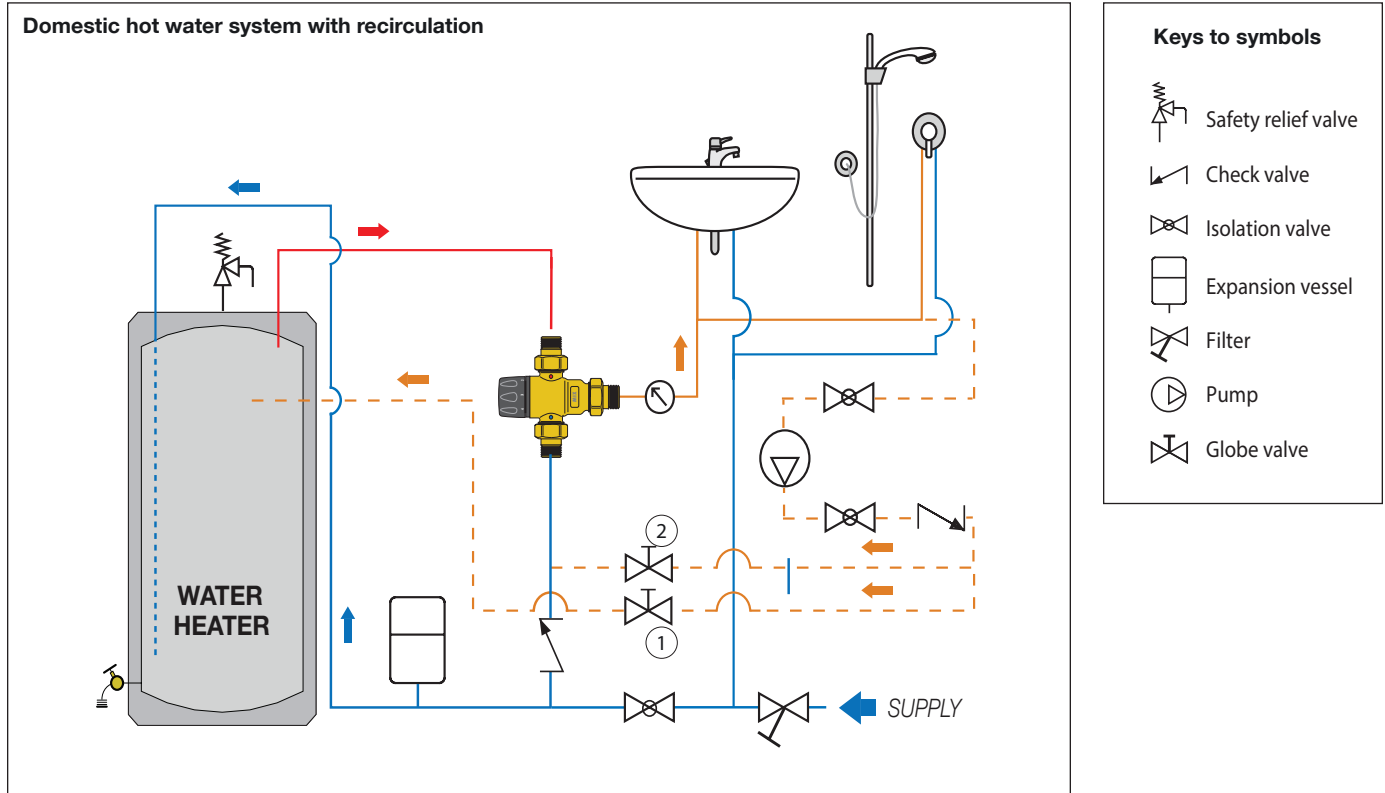 Domestic hot water system with recirculation
WATER
HEATER
2
1
SUPPLY
Keys to symbols
Safety relief valve
Check valve
Isolation valve
Expansion vessel
Filter
Pump
Globe valve